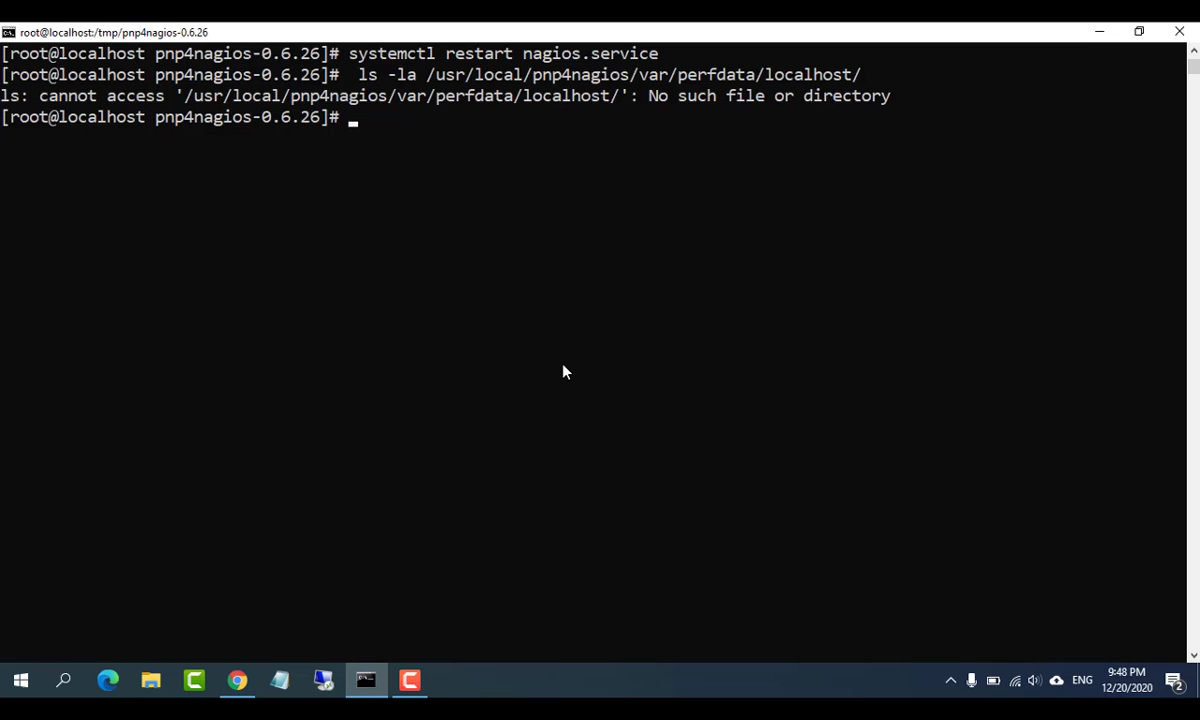 root@localhost:/tmp/pnp4nagios-0.6.26
[root@localhost pnp4nagios-0.6.26]# systemctl restart nagios.service
[root@localhost pnp4nagios-0.6.26]#  ls -la /usr/local/pnp4nagios/var/perfdata/localhost/
ls: cannot access '/usr/local/pnp4nagios/var/perfdata/localhost/': No such file or directory
[root@localhost pnp4nagios-0.6.26]#
ENG
9:48 PM
12/20/2020
2